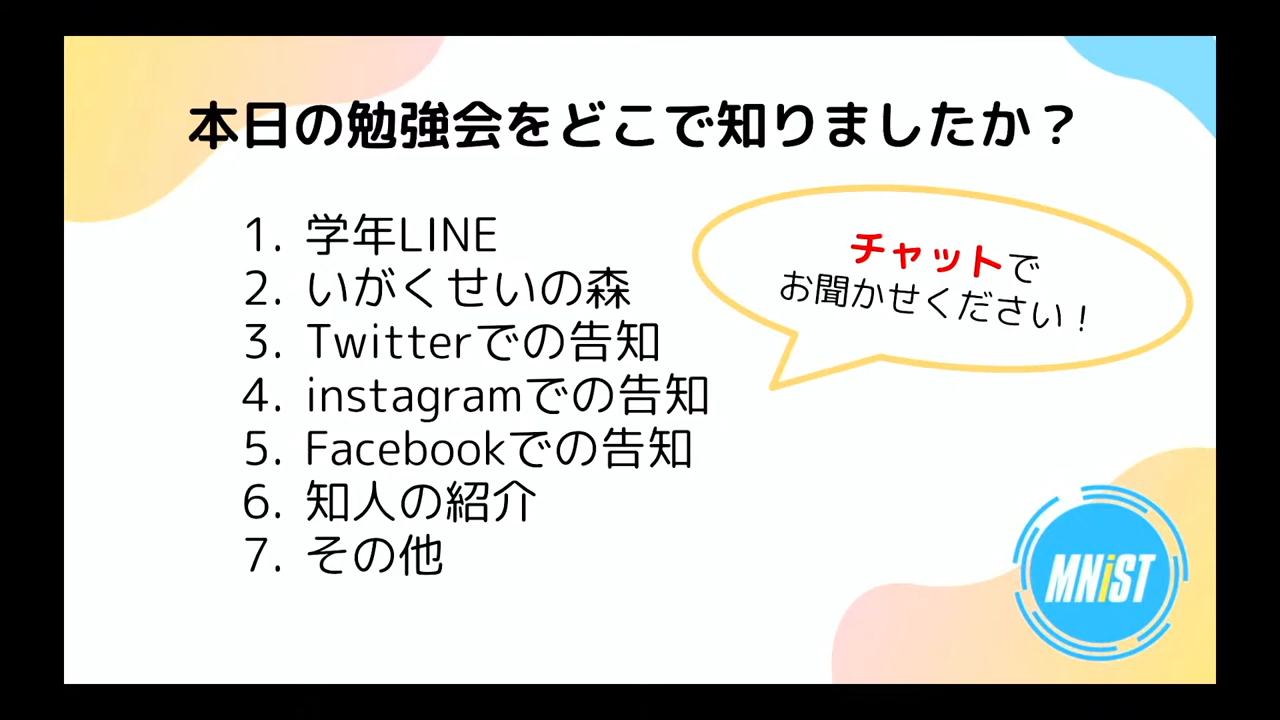 本日の勉強会をどこで知りましたか？
1. 学年LINE
2. いがくせいの森
3. Twitterでの告知
4. instagramでの告知
5. Facebookでの告知
6. 知人の紹介
7. その他
チャットで
お聞かせください！
MNiST